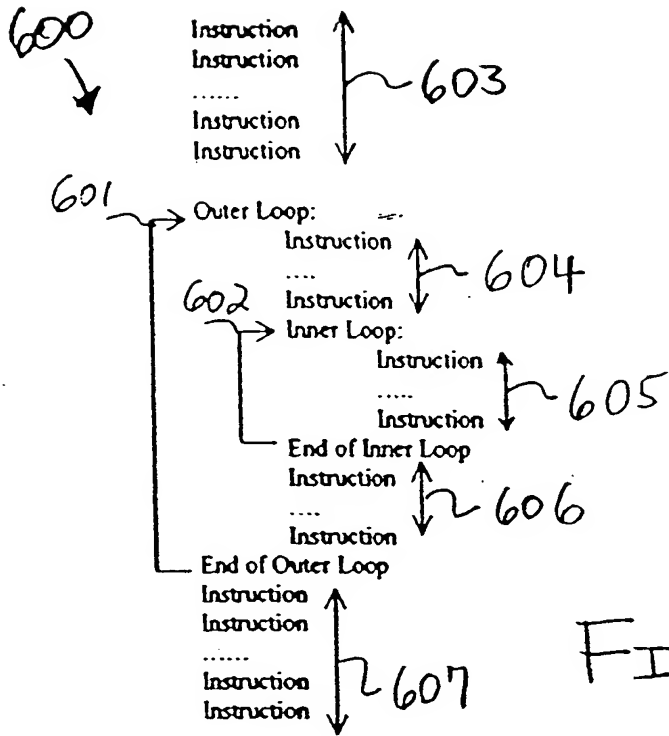 600
Instruction
Instruction
......
Instruction
Instruction
603
601
Outer Loop:
Instruction
....
Instruction
604
602
Inner Loop:
Instruction
.....
Instruction
605
End of Inner Loop
Instruction
....
Instruction
606
End of Outer Loop
Instruction
Instruction
......
Instruction
Instruction
607